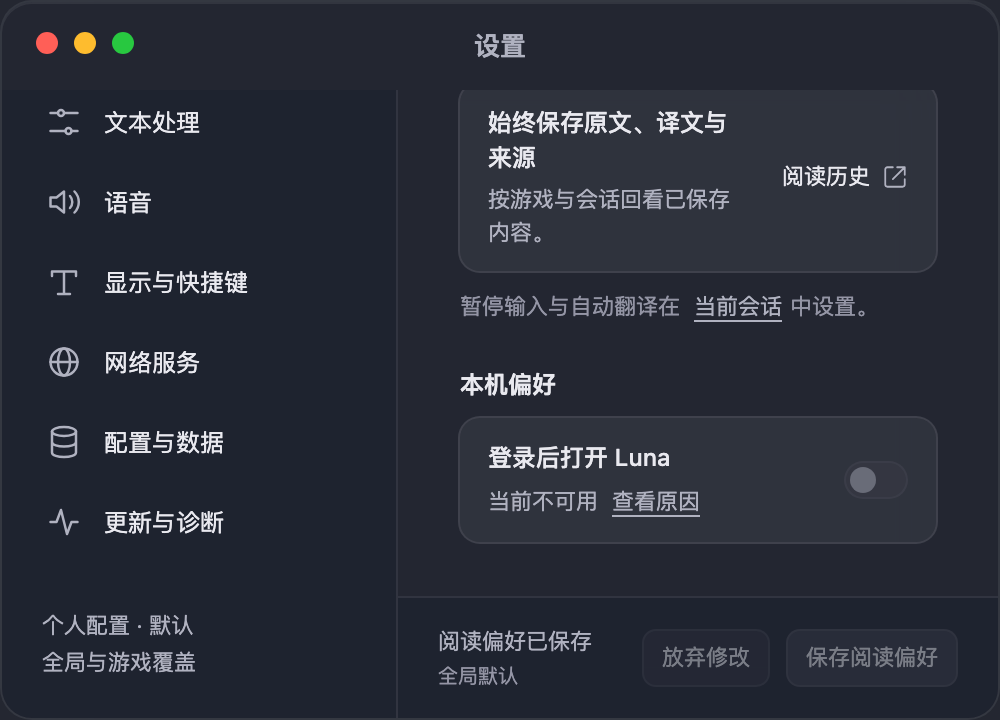 设置
文本处理
语音
显示与快捷键
网络服务
配置与数据
更新与诊断
个人配置 · 默认
全局与游戏覆盖
始终保存原文、译文与
来源
按游戏与会话回看已保存
内容。
阅读历史
暂停输入与自动翻译在 当前会话 中设置。
本机偏好
登录后打开 Luna
当前不可用 查看原因
阅读偏好已保存
全局默认
放弃修改
保存阅读偏好